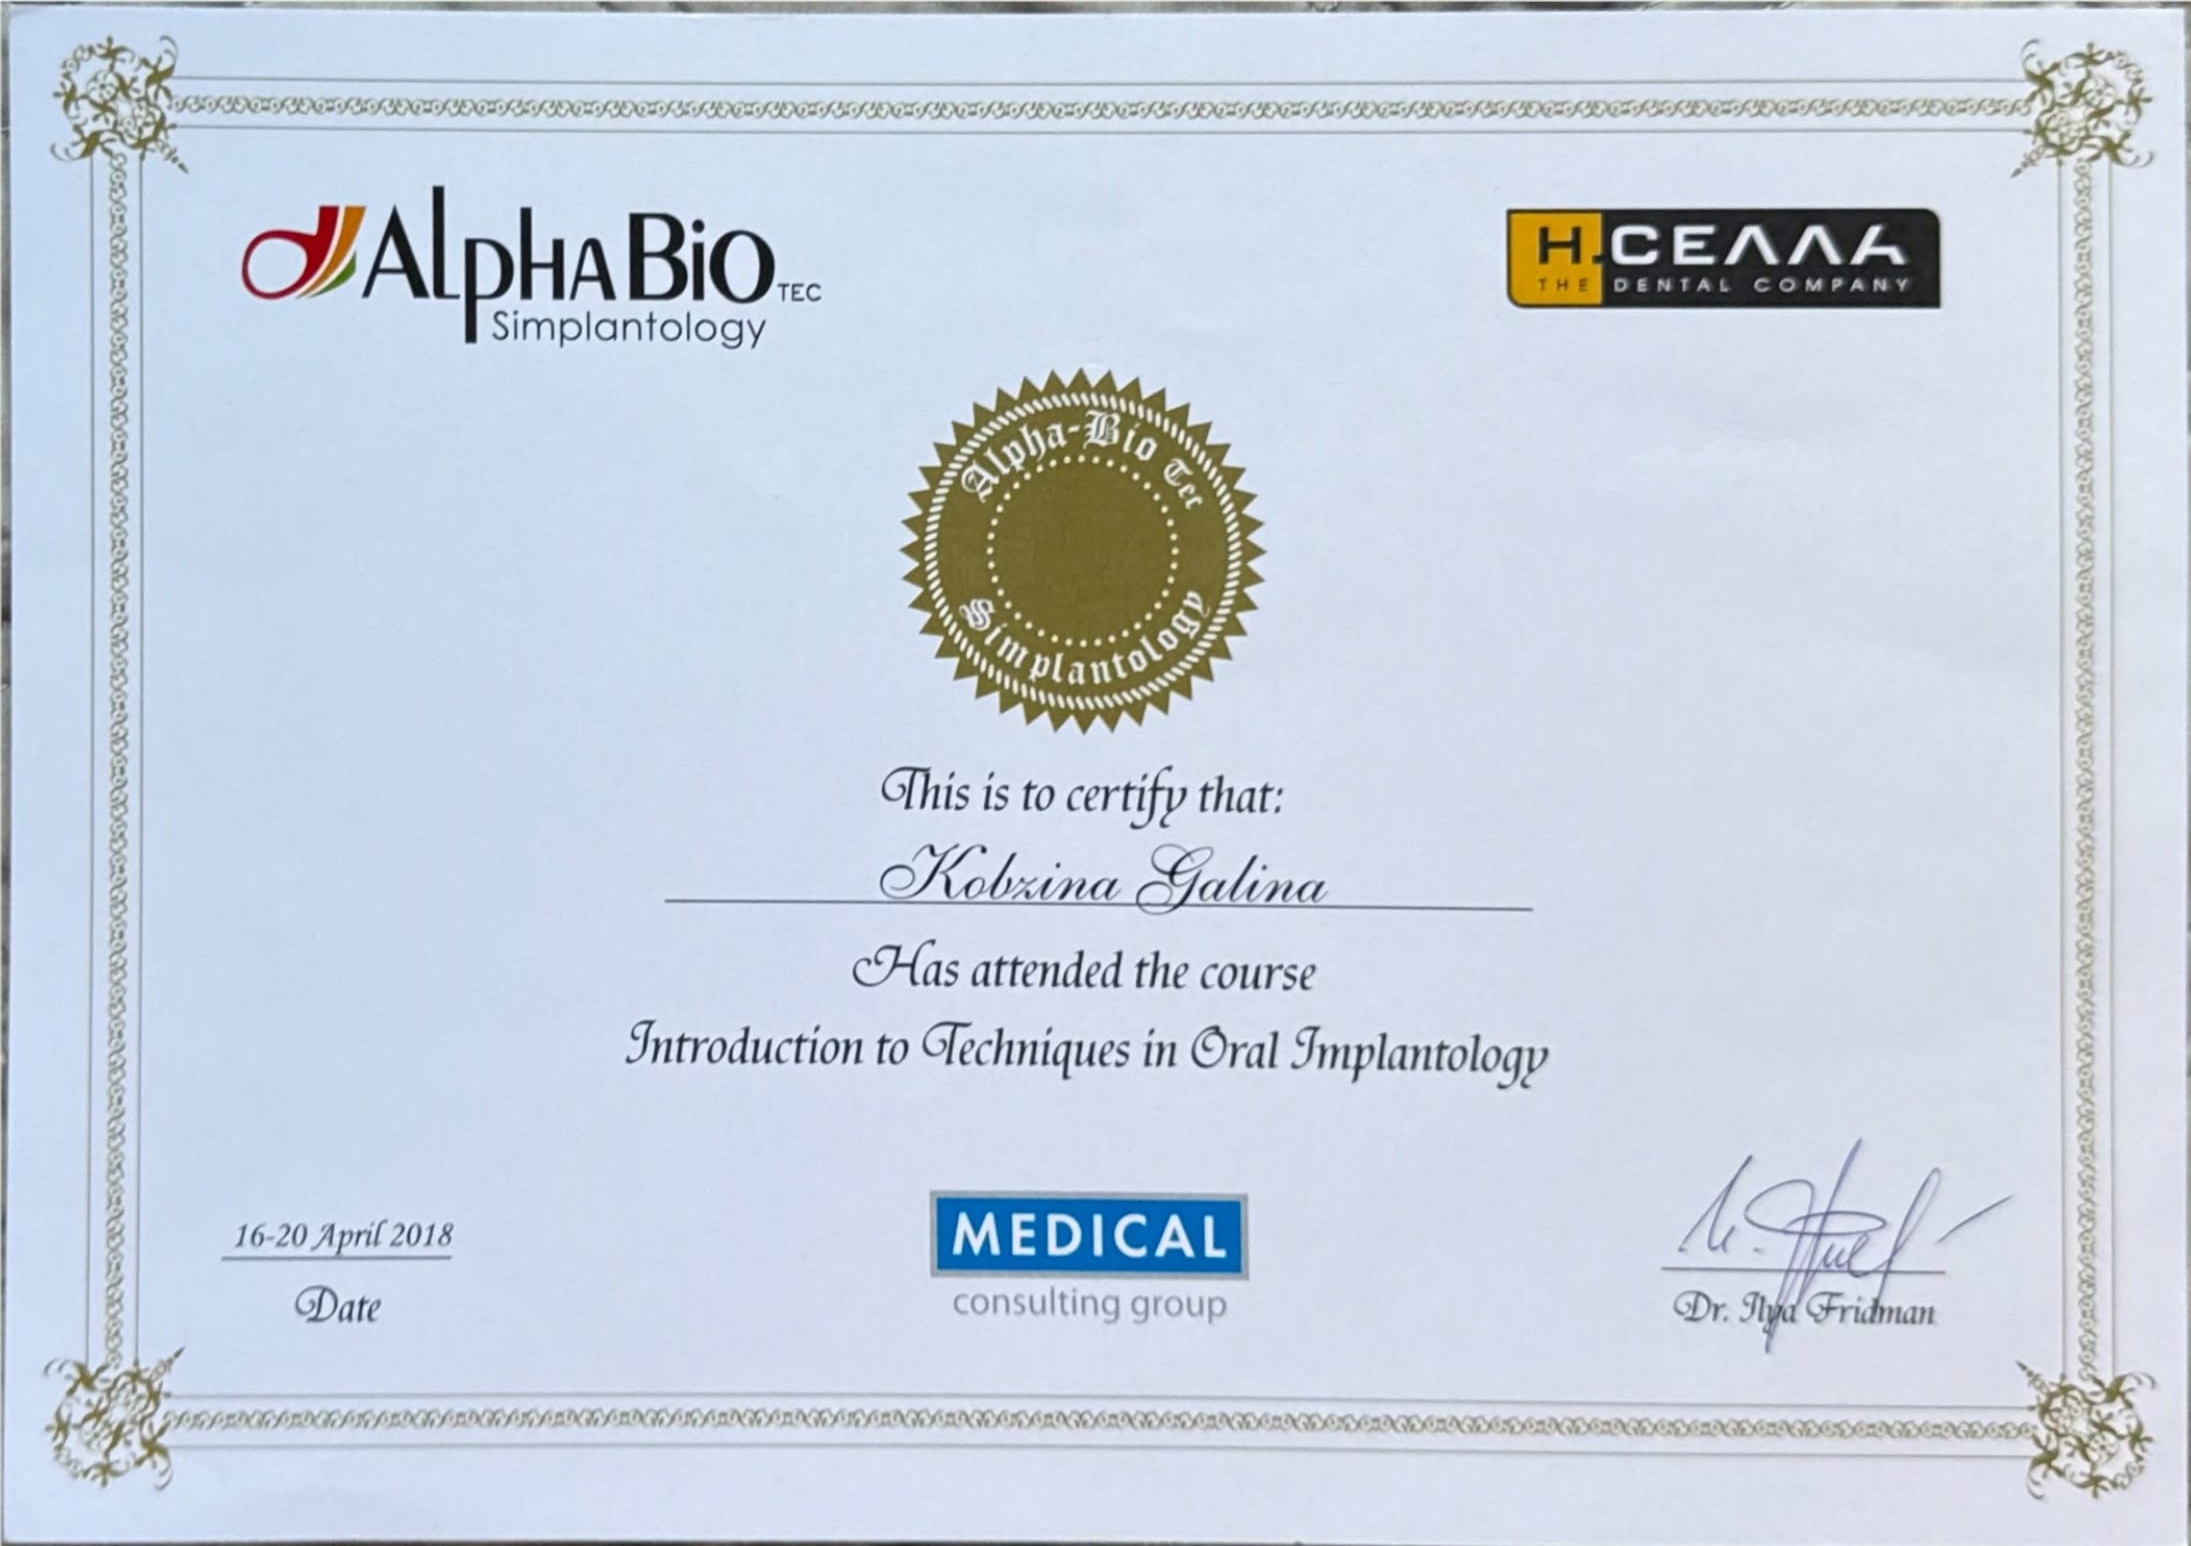 AlphaBio TEC
Simplantology
Н.СЕЛЛА
THE DENTAL COMPANY
Alpha-Bio Tec
Simplantology
This is to certify that:
Kobzina Galina
Has attended the course
Introduction to Techniques in Oral Implantology
16-20 April 2018
Date
MEDICAL
consulting group
Dr. Ilya Fridman